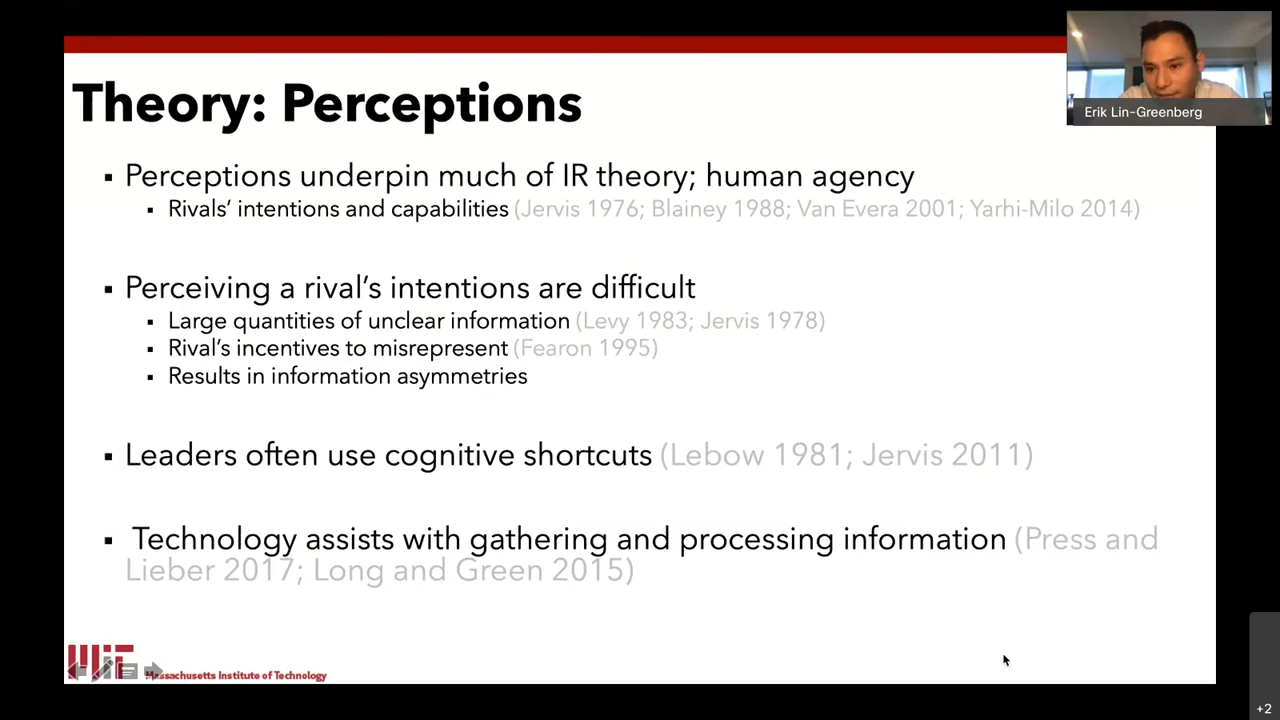 Theory: Perceptions
Erik Lin-Greenberg
▪ Perceptions underpin much of IR theory; human agency
▪ Rivals’ intentions and capabilities (Jervis 1976; Blainey 1988; Van Evera 2001; Yarhi-Milo 2014)
▪ Perceiving a rival’s intentions are difficult
▪ Large quantities of unclear information (Levy 1983; Jervis 1978)
▪ Rival’s incentives to misrepresent (Fearon 1995)
▪ Results in information asymmetries
▪ Leaders often use cognitive shortcuts (Lebow 1981; Jervis 2011)
▪ Technology assists with gathering and processing information (Press and
Lieber 2017; Long and Green 2015)
MIT
Massachusetts Institute of Technology
+2